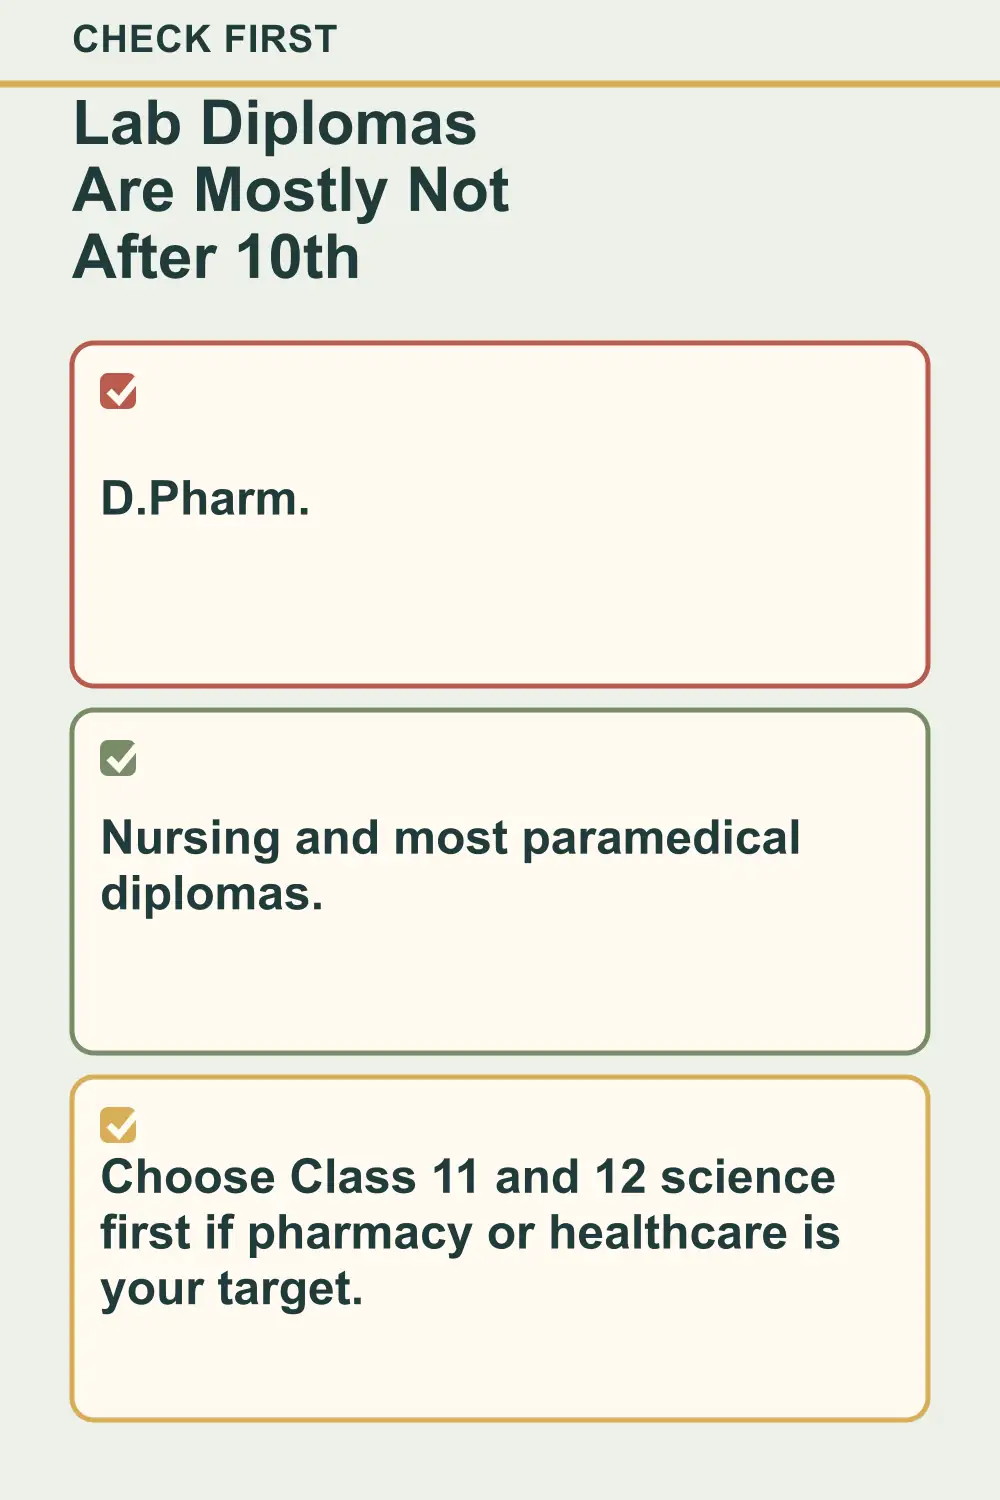 CHECK FIRST
Lab Diplomas
Are Mostly Not
After 10th
D.Pharm.
Nursing and most paramedical
diplomas.
Choose Class 11 and 12 science
first if pharmacy or healthcare is
your target.